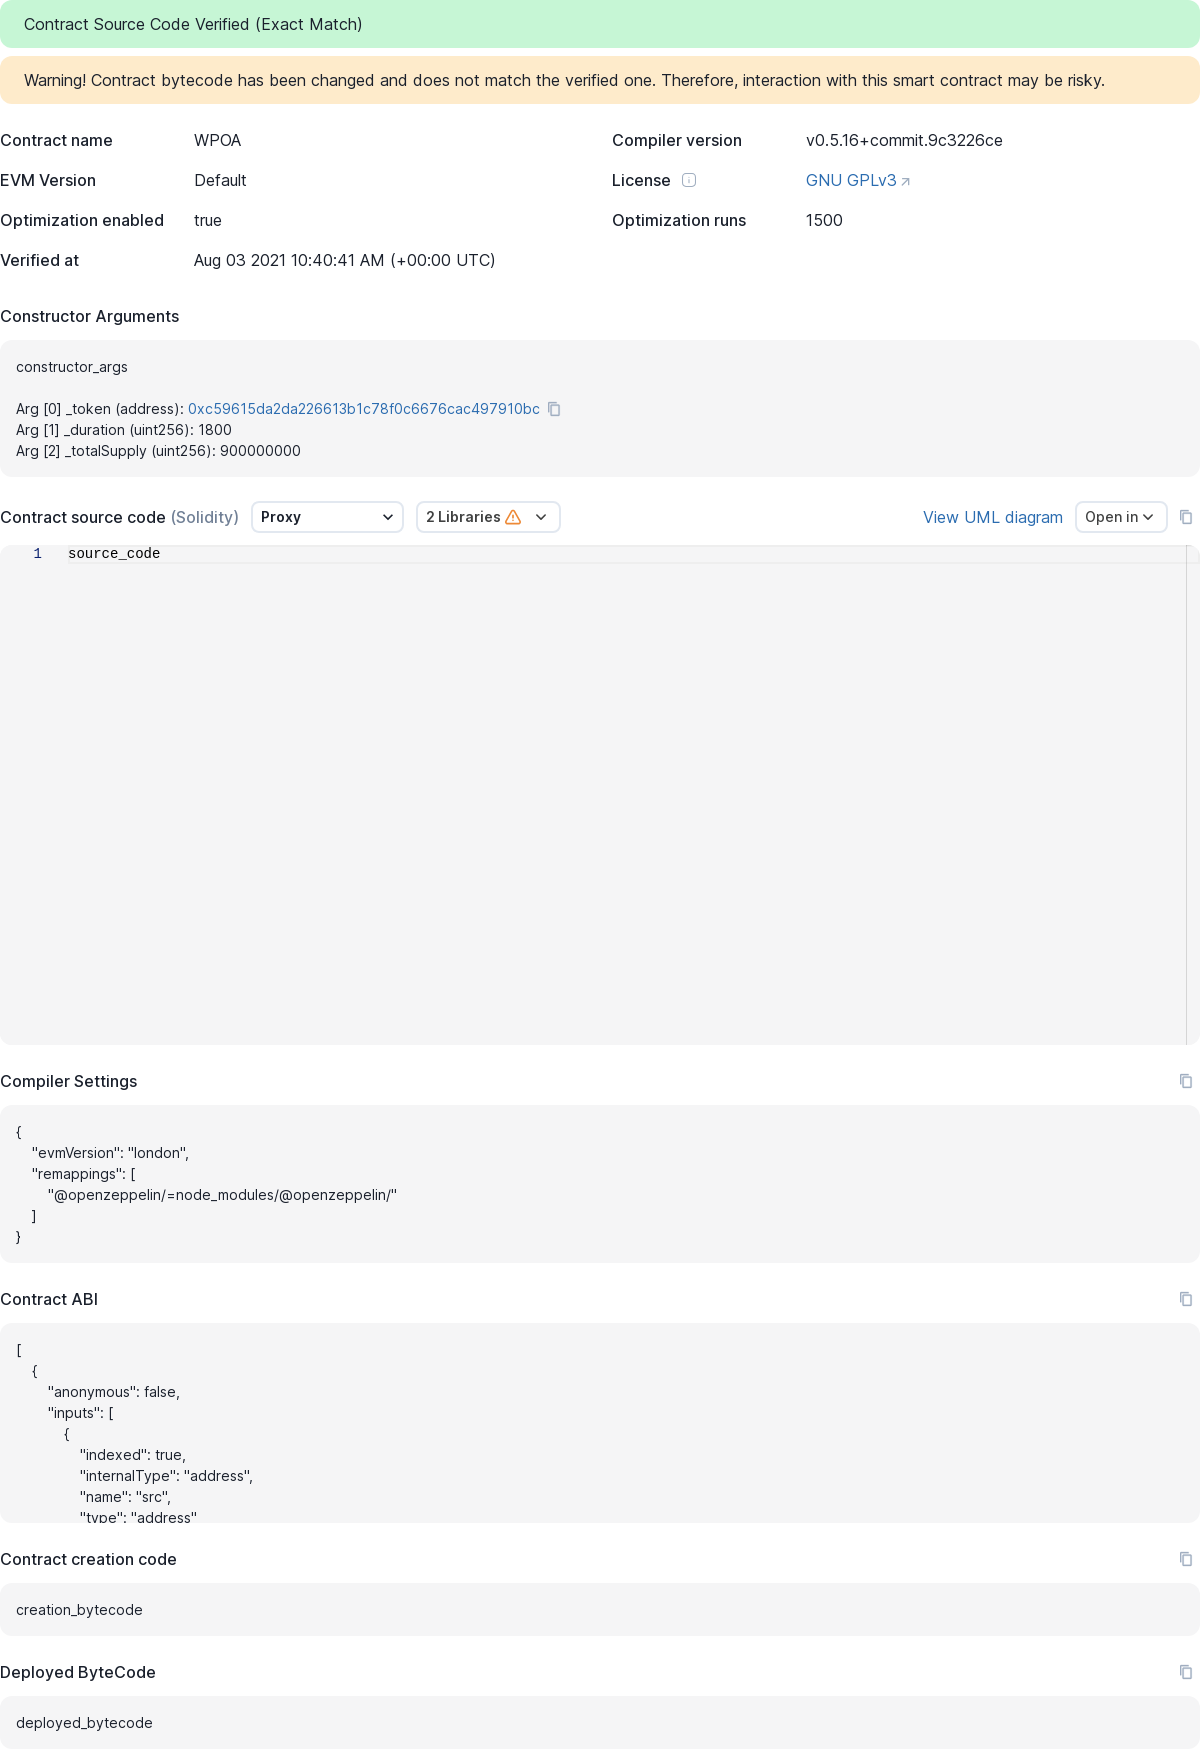 Contract Source Code Verified (Exact Match)
Warning! Contract bytecode has been changed and does not match the verified one. Therefore, interaction with this smart contract may be risky.
Contract name WPOA Compiler version v0.5.16+commit.9c3226ce
EVM Version Default License GNU GPLv3
Optimization enabled true Optimization runs 1500
Verified at Aug 03 2021 10:40:41 AM (+00:00 UTC)
Constructor Arguments
constructor_args
Arg [0] _token (address): 0xc59615da2da226613b1c78f0c6676cac497910bc
Arg [1] _duration (uint256): 1800
Arg [2] _totalSupply (uint256): 900000000
Contract source code (Solidity) Proxy 2 Libraries View UML diagram Open in
1 source_code
Compiler Settings
{
"evmVersion": "london",
"remappings": [
"@openzeppelin/=node_modules/@openzeppelin/"
]
}
Contract ABI
[
{
"anonymous": false,
"inputs": [
{
"indexed": true,
"internalType": "address",
"name": "src",
"type": "address"
Contract creation code
creation_bytecode
Deployed ByteCode
deployed_bytecode